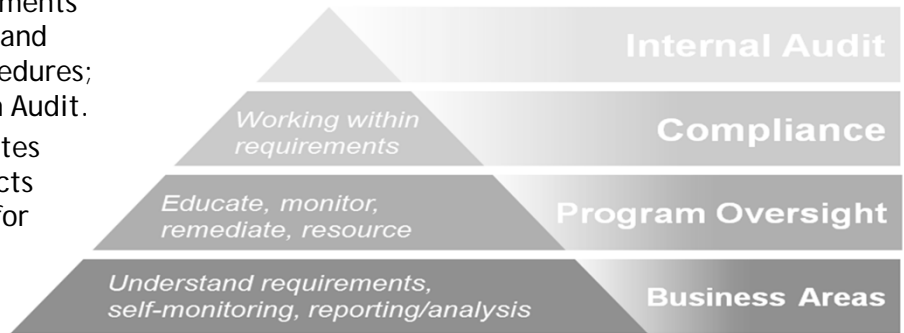 ments
and
edures;
Audit.
tes
cts
for
Internal Audit
Working within
requirements
Compliance
Educate, monitor,
remediate, resource
Program Oversight
Understand requirements,
self-monitoring, reporting/analysis
Business Areas